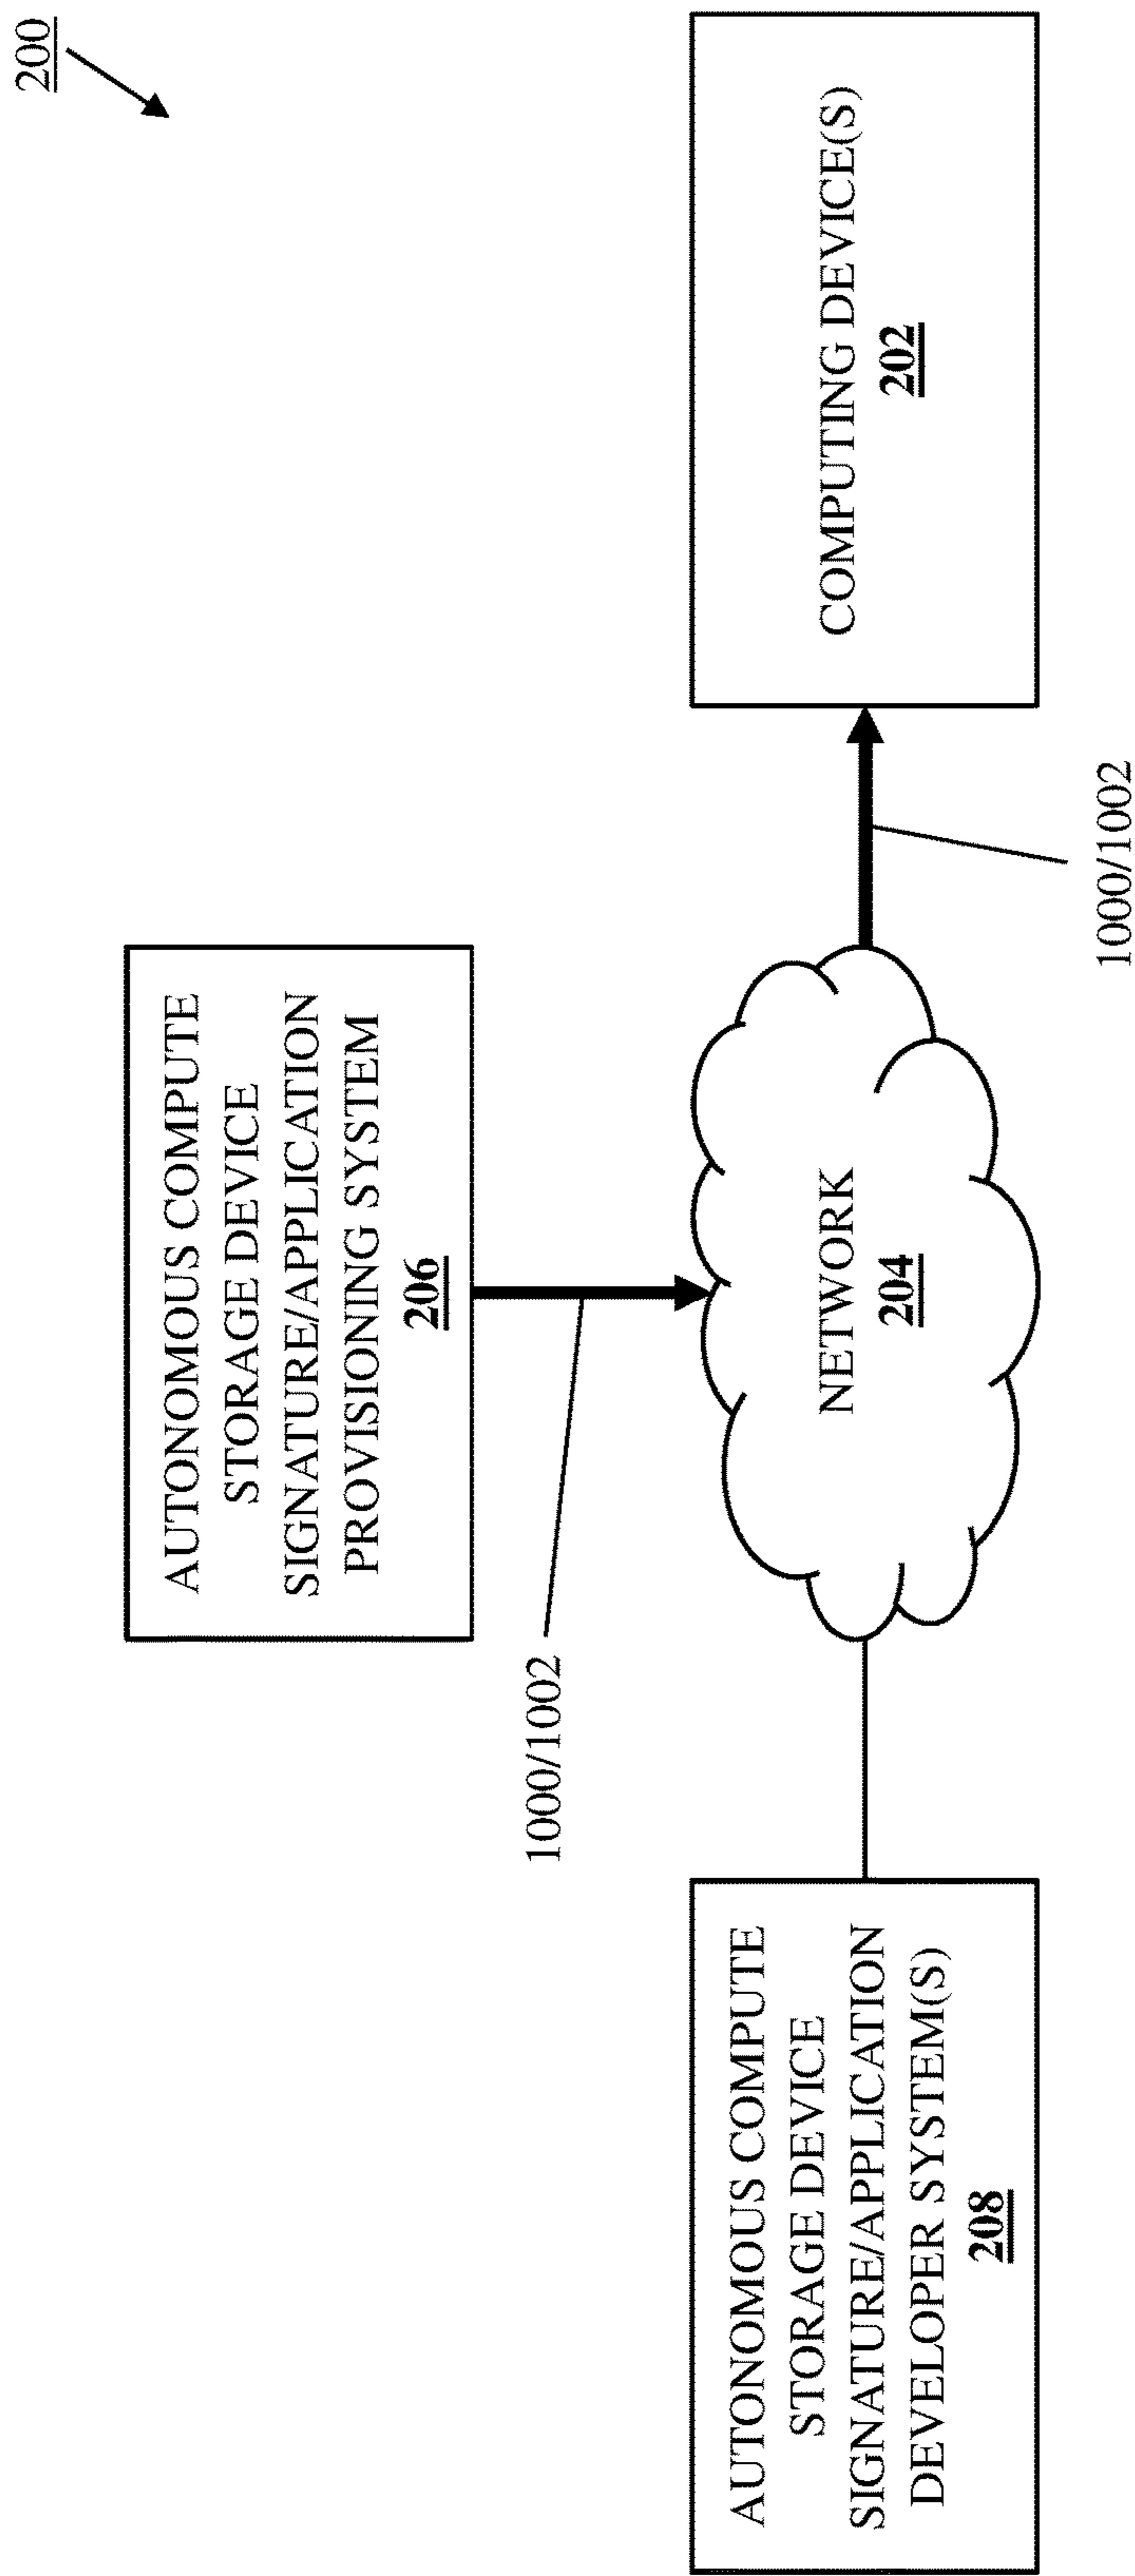 200
AUTONOMOUS COMPUTE
STORAGE DEVICE
SIGNATURE/APPLICATION
PROVISIONING SYSTEM
206
1000/1002
AUTONOMOUS COMPUTE
STORAGE DEVICE
SIGNATURE/APPLICATION
DEVELOPER SYSTEM(S)
208
NETWORK
204
COMPUTING DEVICE(S)
202
1000/1002